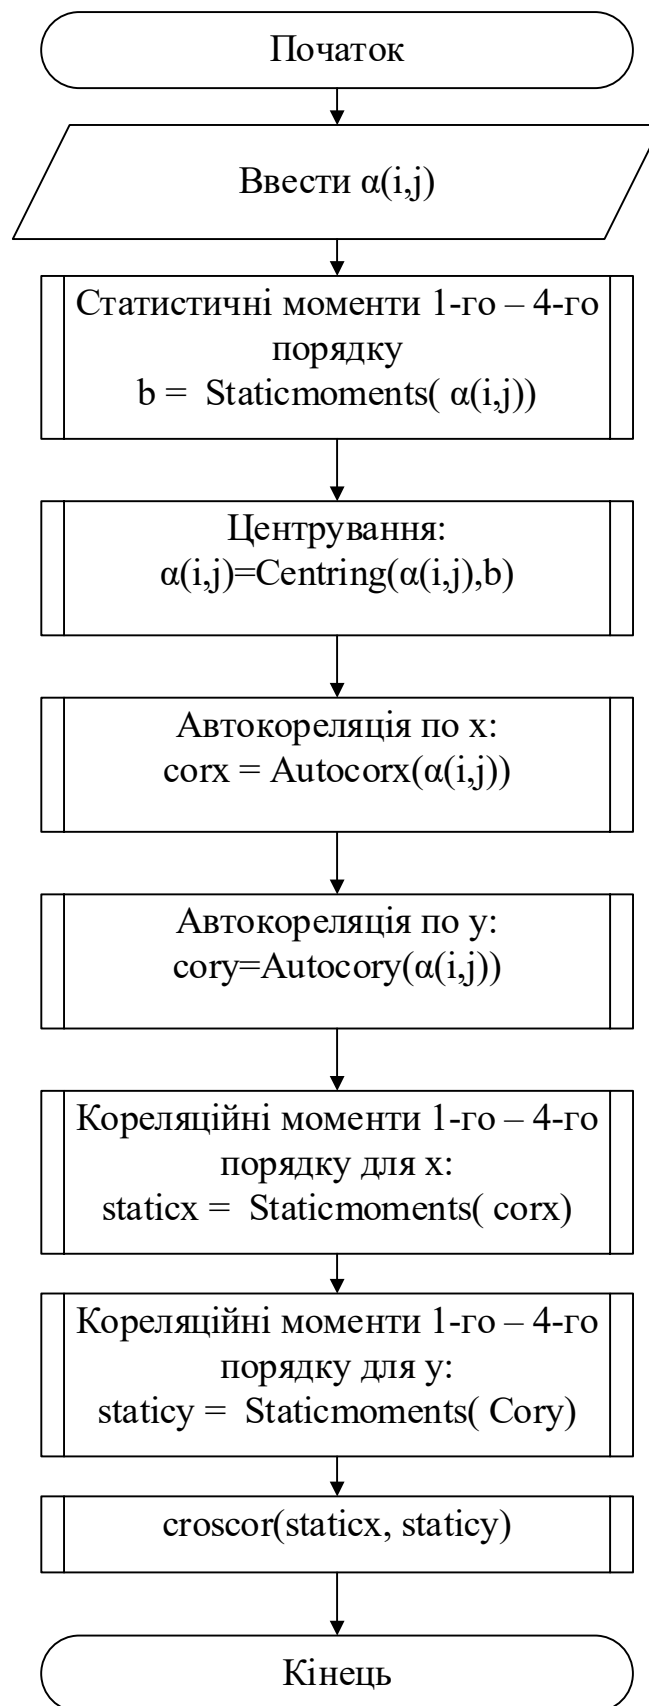 Початок
Ввести α(i,j)
Статистичні моменти 1-го – 4-го
порядку
b = Staticmoments( α(i,j))
Центрування:
α(i,j)=Centring(α(i,j),b)
Автокореляція по x:
corx = Autocorx(α(i,j))
Автокореляція по y:
cory=Autocory(α(i,j))
Кореляційні моменти 1-го – 4-го
порядку для x:
staticx = Staticmoments( corx)
Кореляційні моменти 1-го – 4-го
порядку для y:
staticy = Staticmoments( Cory)
croscor(staticx, staticy)
Кінець